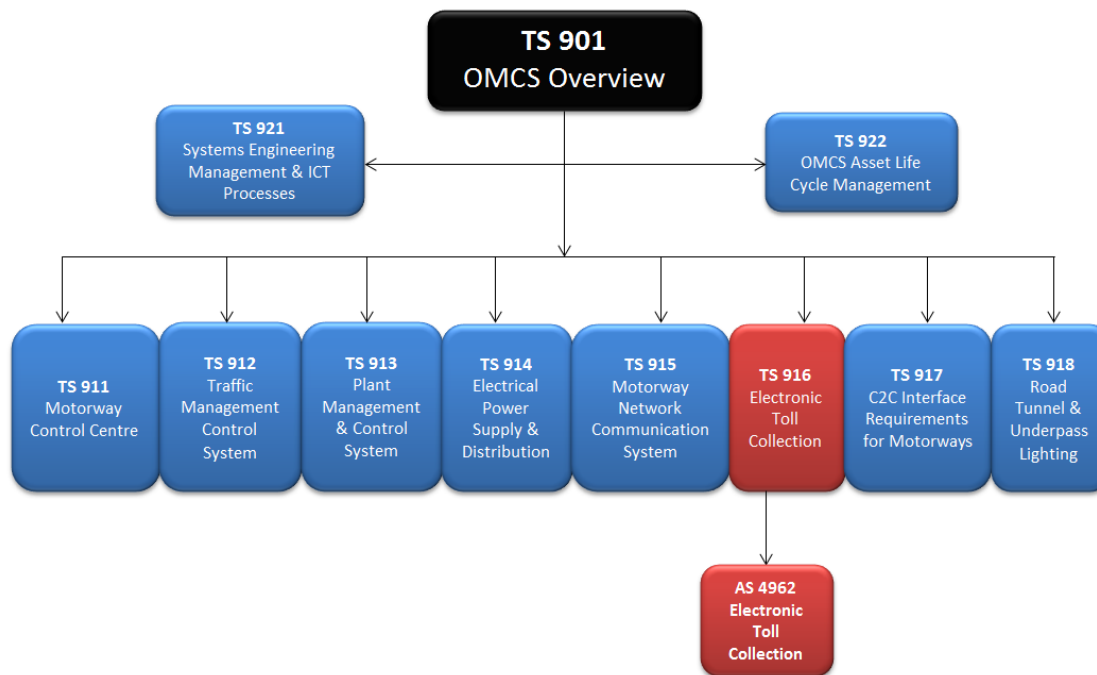 TS 901
OMCS Overview
TS 921
Systems Engineering
Management & ICT
Processes
TS 922
OMCS Asset Life
Cycle Management
TS 911
Motorway
Control Centre
TS 912
Traffic
Management
Control
System
TS 913
Plant
Management
& Control
System
TS 914
Electrical
Power
Supply &
Distribution
TS 915
Motorway
Network
Communication
System
TS 916
Electronic
Toll
Collection
TS 917
C2C Interface
Requirements
for Motorways
TS 918
Road
Tunnel &
Underpass
Lighting
AS 4962
Electronic
Toll
Collection